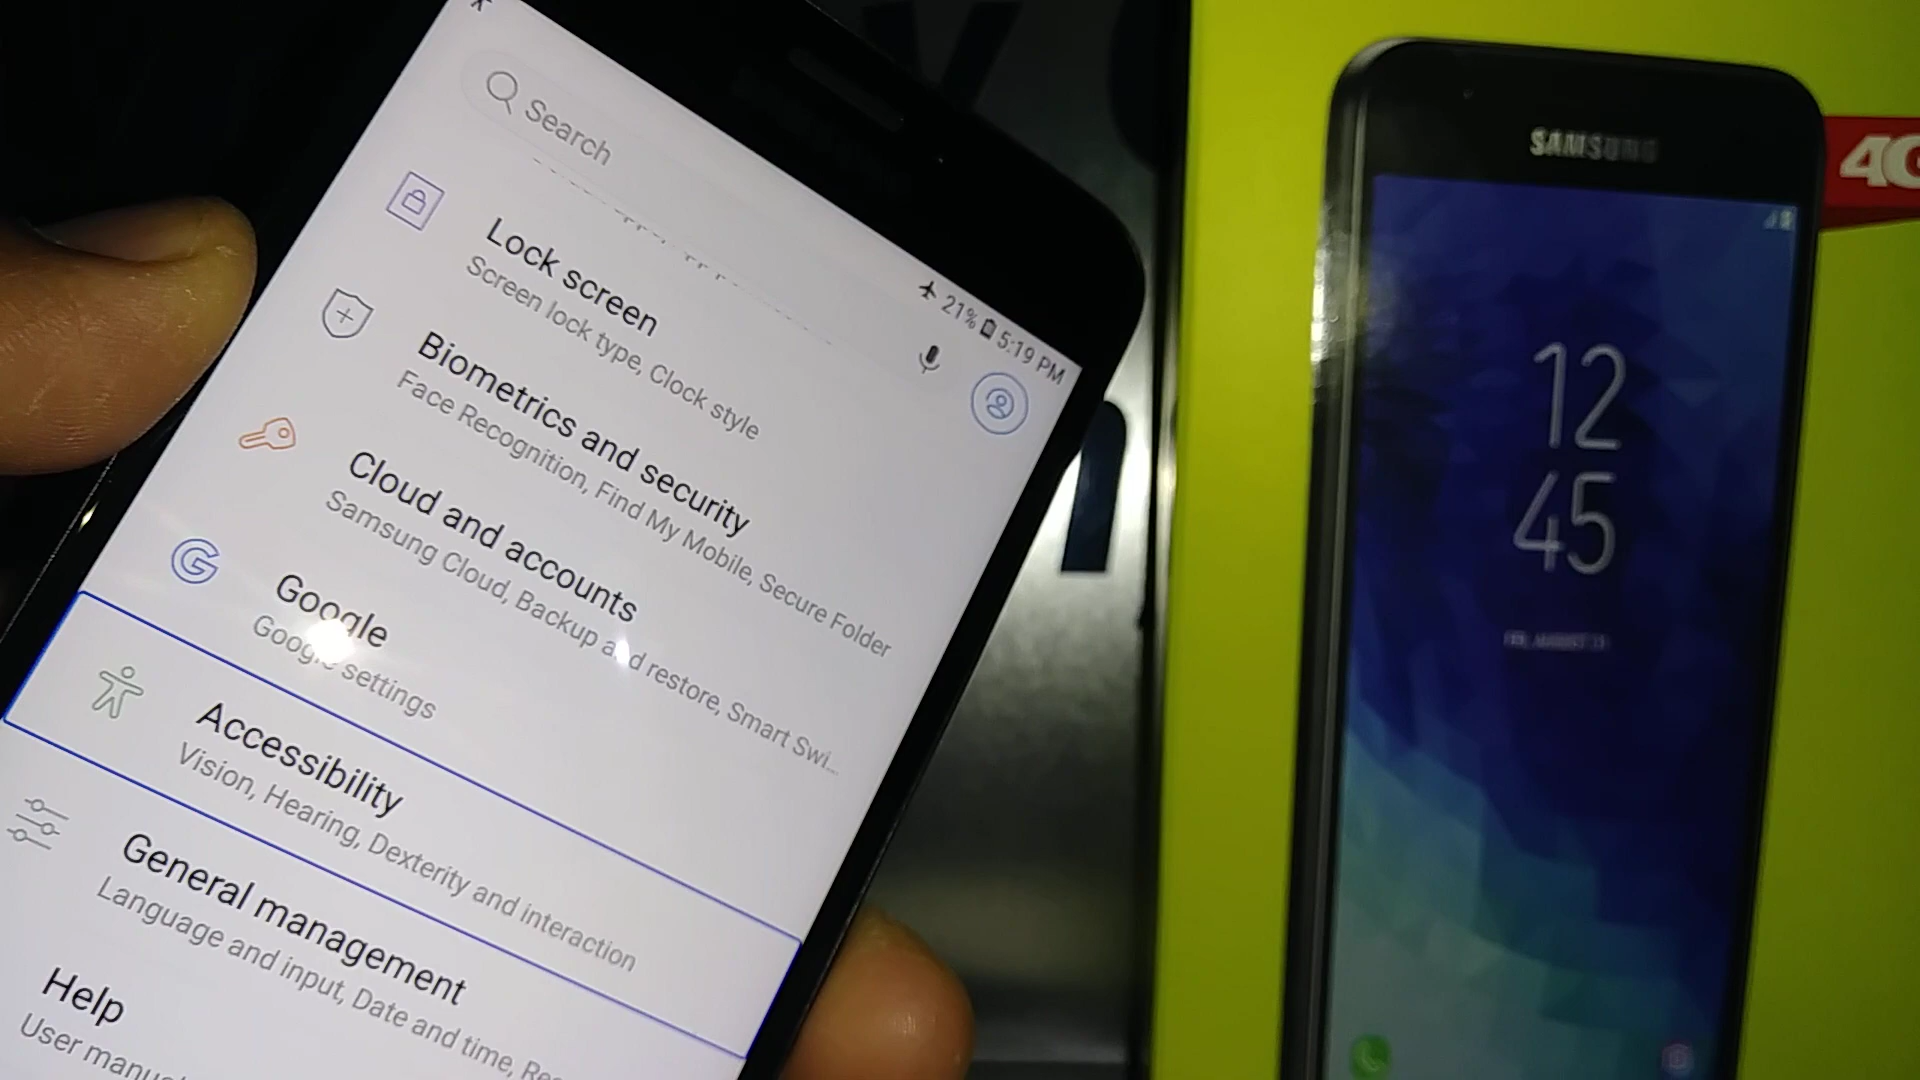 21% 5:19 PM
Search
Lock screen
Screen lock type, Clock style
Biometrics and security
Face Recognition, Find My Mobile, Secure Folder
Cloud and accounts
Samsung Cloud, Backup and restore, Smart Swi...
Google
Google settings
Accessibility
Vision, Hearing, Dexterity and interaction
General management
Language and input, Date and time,
Help
User
SAMSUNG
4G
12
45